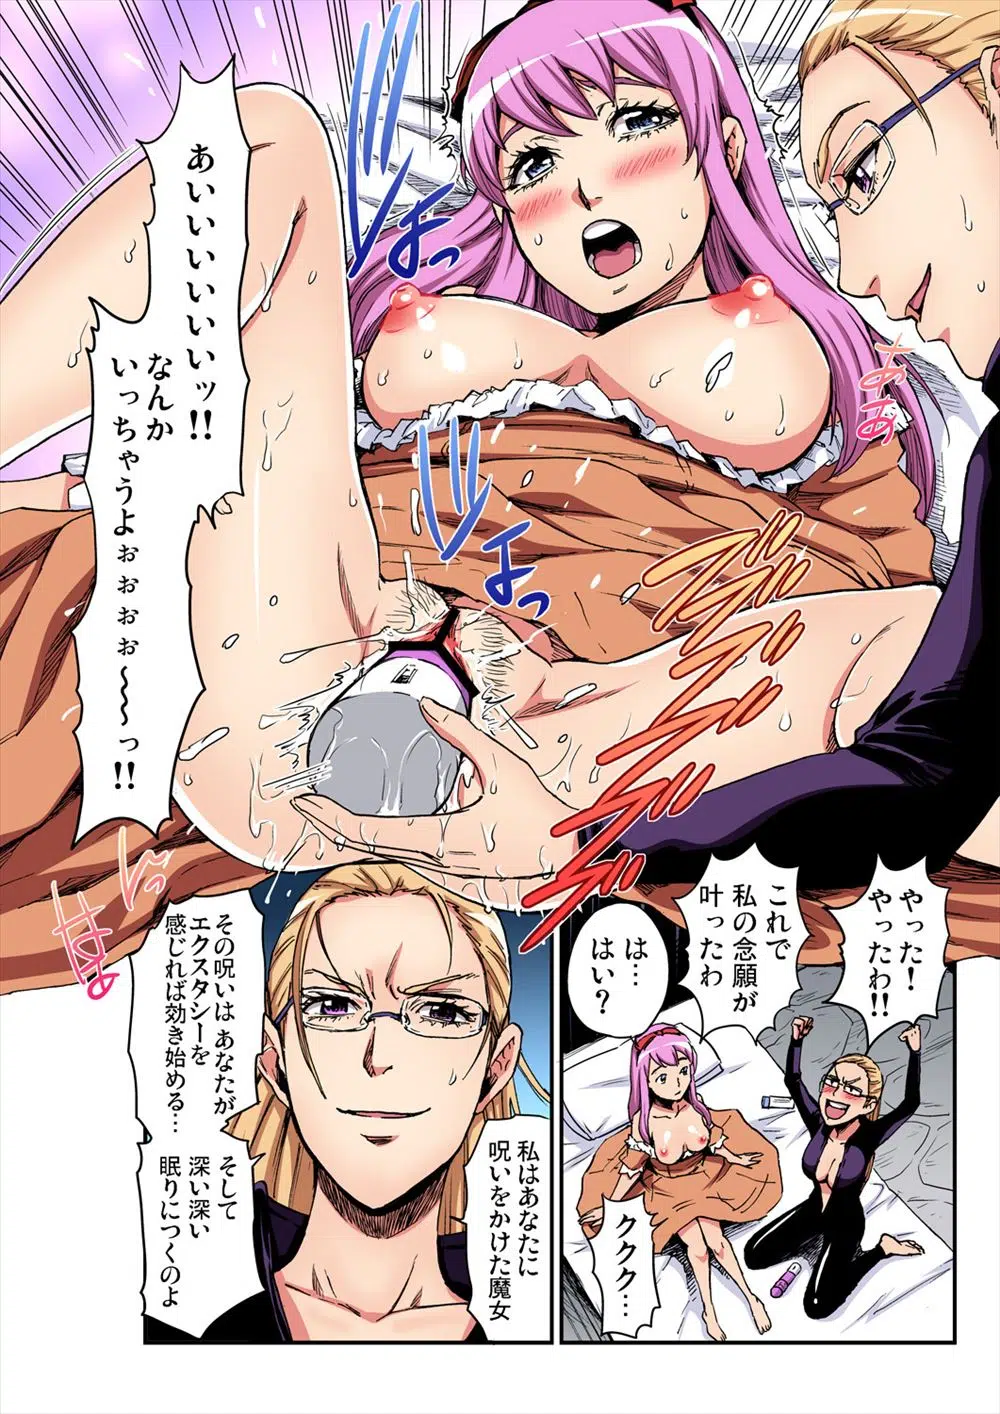 あいいいいいいッ!!
なんか
いっちゃうよぉぉぉぉ～～～っ!!
ああ
やった!
やったわ!!
これで
私の念願が
叶ったわ
は…
はい?
ククク…
私はあなたに
呪いをかけた魔女
その呪いは あなたが
エクスタシーを
感じれば効き始める…
そして
深い深い
眠りにつくのよ